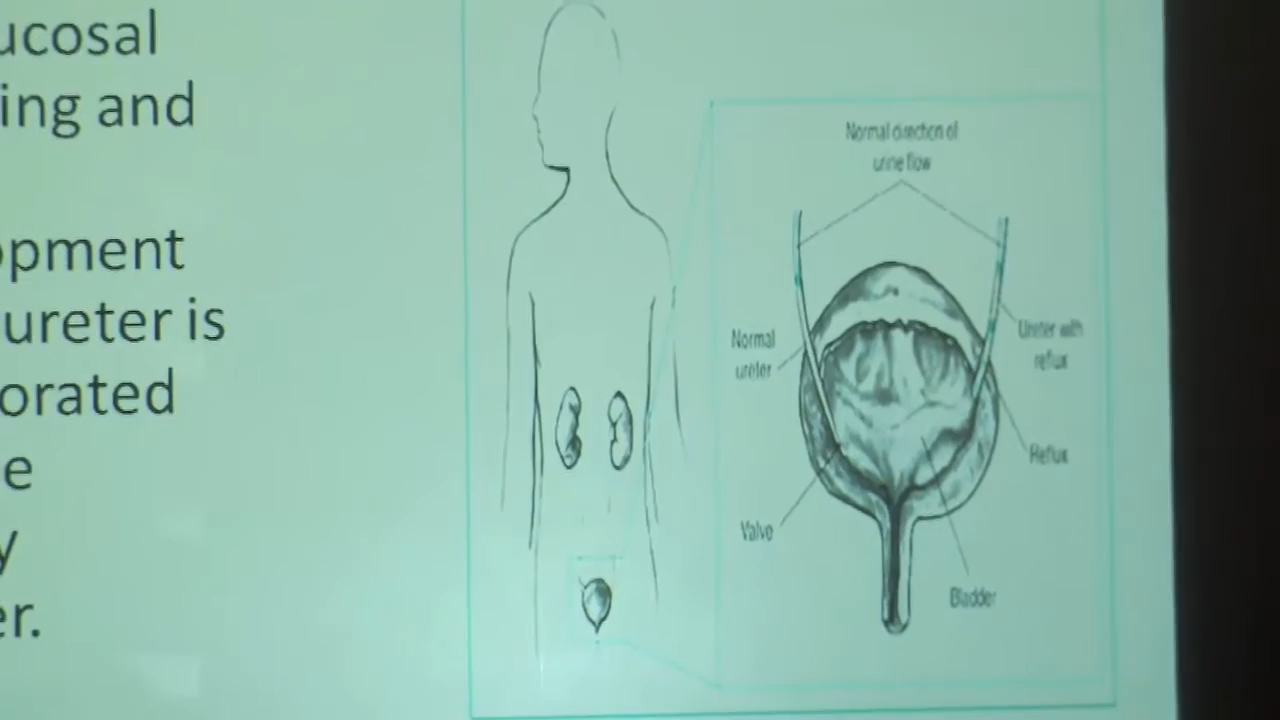 ucosal
ing and
opment
ureter is
orated
e
y
er.
Normal direction of
urine flow
Normal
ureter
Ureter with
reflux
Reflux
Valve
Bladder